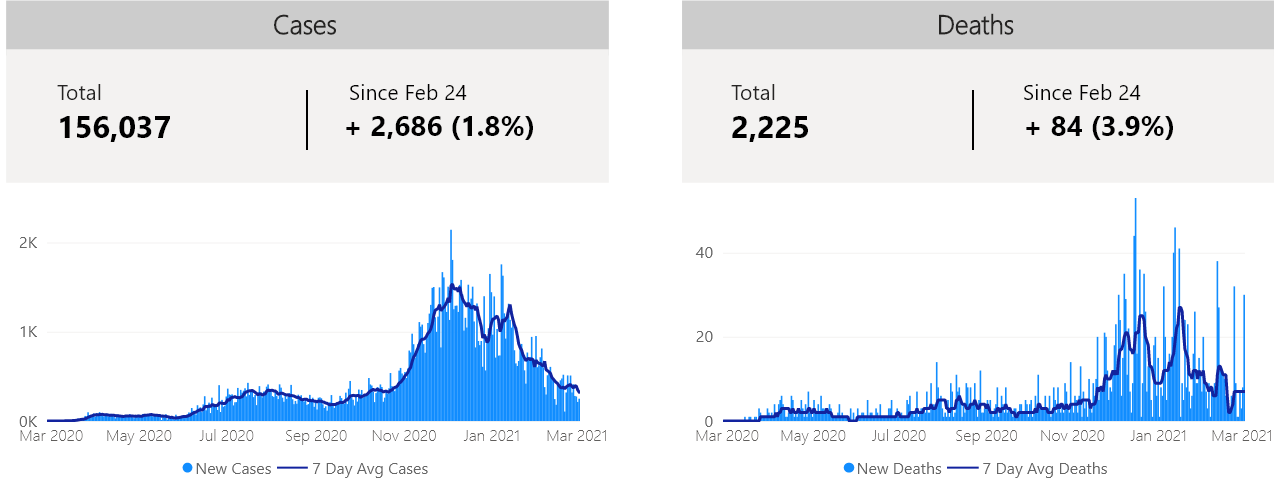 Cases
Total
Since Feb 24
156,037
+ 2,686 (1.8%)
2K
1K
0K
Mar 2020 May 2020 Jul 2020 Sep 2020 Nov 2020 Jan 2021 Mar 2021
New Cases 7 Day Avg Cases
Deaths
Total
Since Feb 24
2,225
+ 84 (3.9%)
40
20
0
Mar 2020 May 2020 Jul 2020 Sep 2020 Nov 2020 Jan 2021 Mar 2021
New Deaths 7 Day Avg Deaths